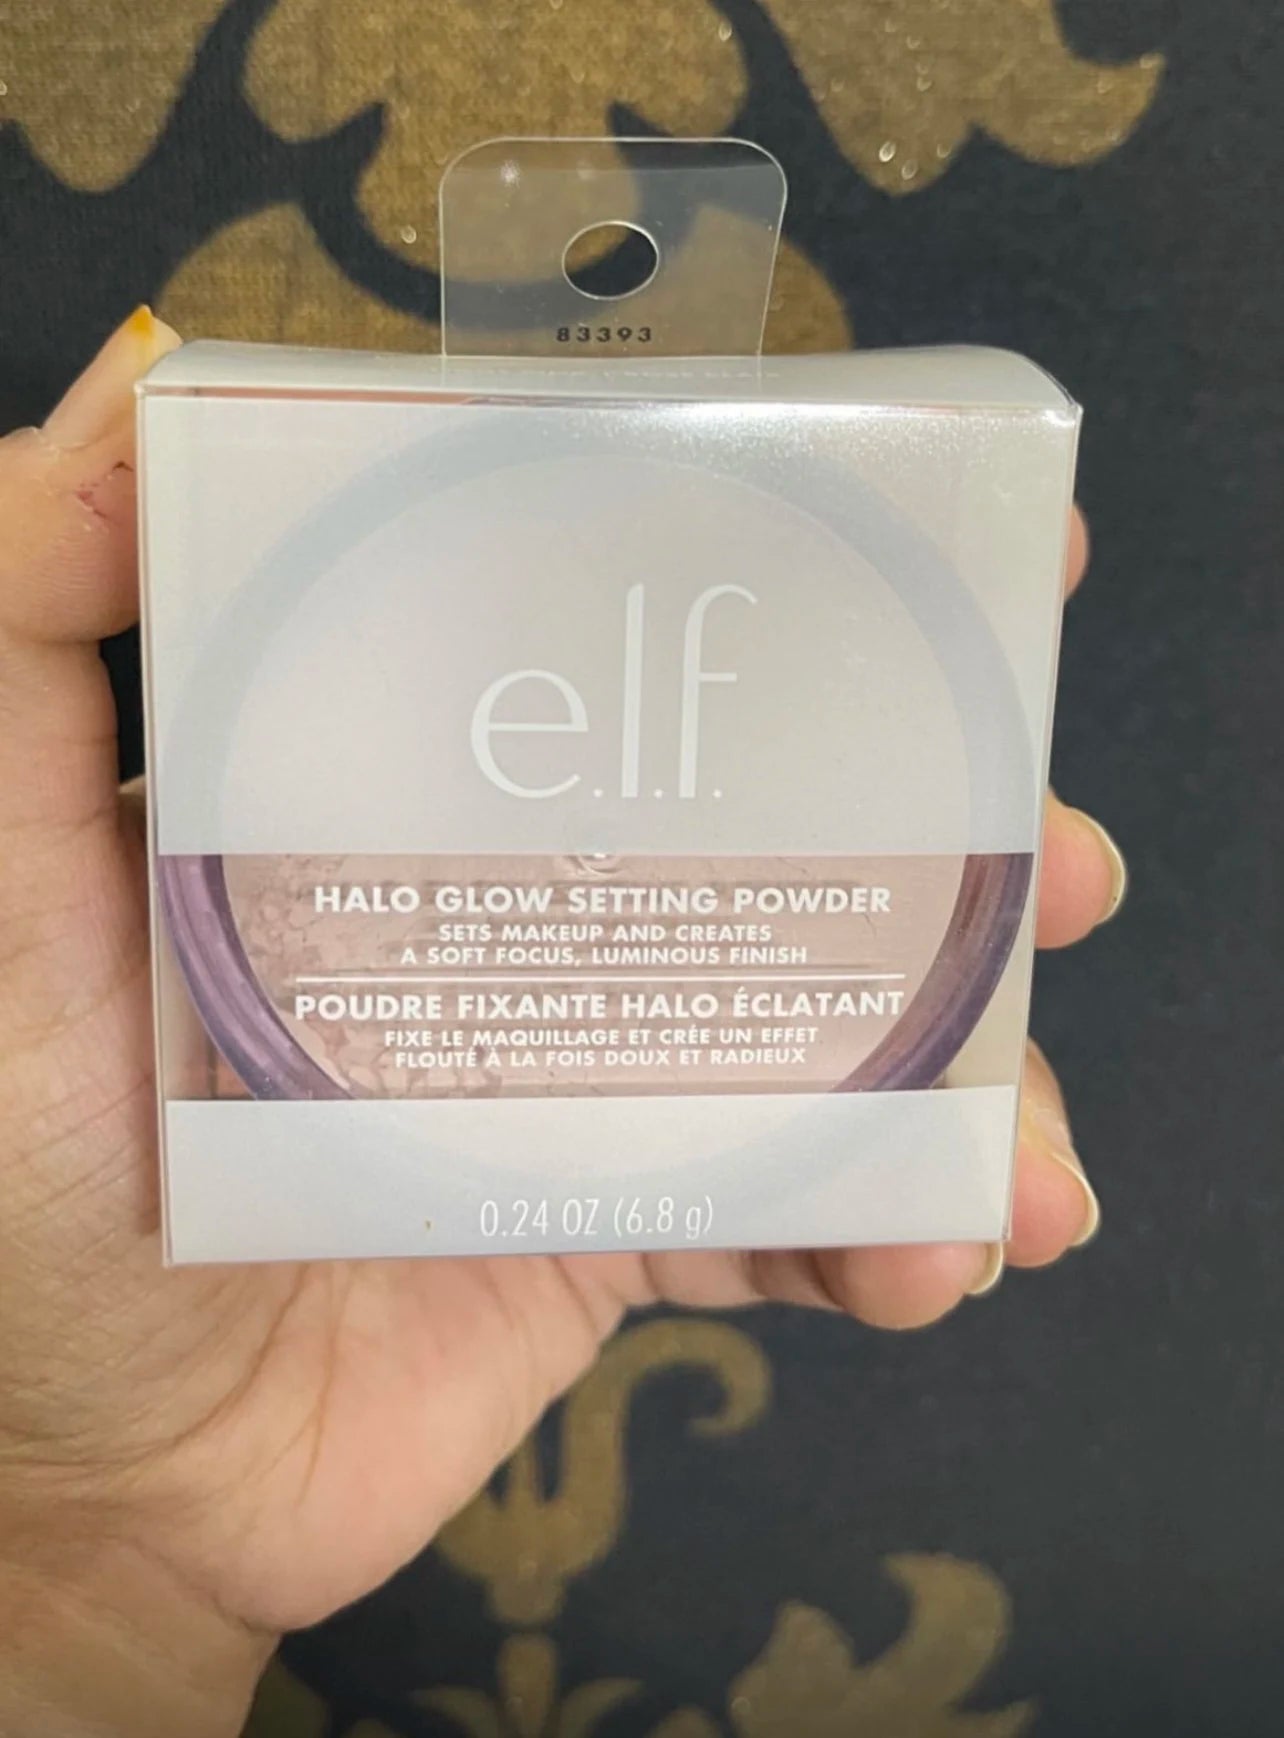 83393
e.l.f.
HALO GLOW SETTING POWDER
SETS MAKEUP AND CREATES
A SOFT FOCUS, LUMINOUS FINISH
POUDRE FIXANTE HALO ÉCLATANT
FIXE LE MAQUILLAGE ET CRÉE UN EFFET
FLOUTÉ À LA FOIS DOUX ET RADIEUX
0.24 OZ (6.8 g)